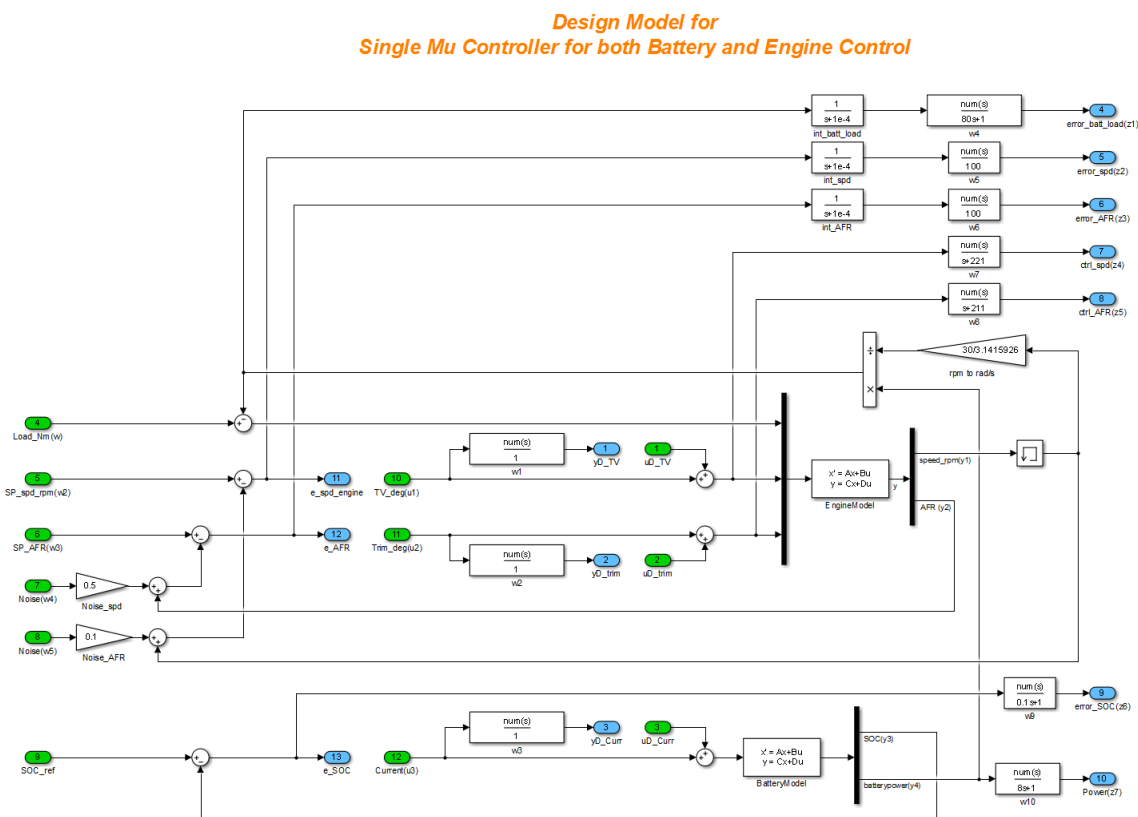 Design Model for
Single Mu Controller for both Battery and Engine Control
1
s+1e-4
int_batt_load
num(s)
80s+1
w4
4
error_batt_load(z1)
1
s+1e-4
int_spd
num(s)
100
w5
5
error_spd(z2)
1
s+1e-4
int_AFR
num(s)
100
w6
6
error_AFR(z3)
num(s)
s+221
w7
7
ctrl_spd(z4)
num(s)
s+211
w8
8
ctrl_AFR(z5)
÷
×
30/3.1415926
rpm to rad/s
4
Load_Nm(w)
num(s)
1
w1
1
yD_TV
1
uD_TV
5
SP_spd_rpm(w2)
11
e_spd_engine
10
TV_deg(u1)
x' = Ax+Bu
y = Cx+Du
EngineModel
y
speed_rpm(y1)
AFR (y2)
6
SP_AFR(w3)
12
e_AFR
11
Trim_deg(u2)
num(s)
1
w2
2
yD_trim
2
uD_trim
7
Noise(w4)
0.5
Noise_spd
8
Noise(w5)
0.1
Noise_AFR
num(s)
0.1s+1
w9
9
error_SOC(z6)
num(s)
1
w3
3
yD_Curr
3
uD_Curr
9
SOC_ref
13
e_SOC
12
Current(u3)
x' = Ax+Bu
y = Cx+Du
BatteryModel
SOC(y3)
batterypower(y4)
num(s)
8s+1
w10
10
Power(z7)